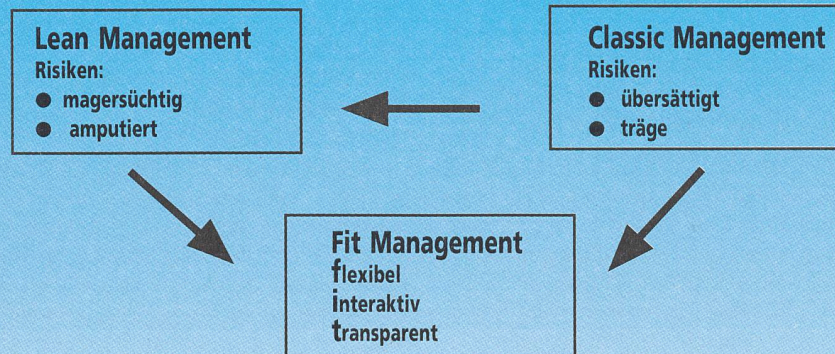 Lean Management
Risiken:
● magersüchtig
● amputiert
Classic Management
Risiken:
● übersättigt
● träge
Fit Management
flexibel
interaktiv
transparent